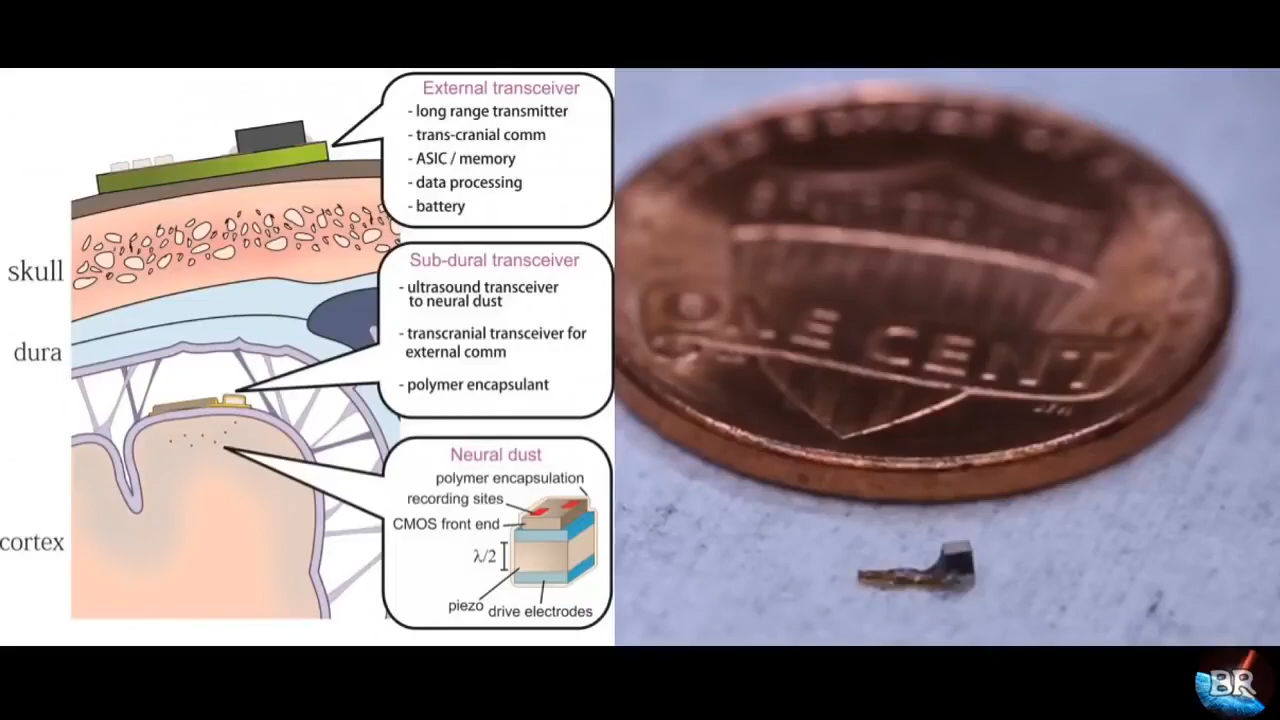 External transceiver
- long range transmitter
- trans-cranial comm
- ASIC / memory
- data processing
- battery
skull
Sub-dural transceiver
- ultrasound transceiver
to neural dust
- transcranial transceiver for
external comm
- polymer encapsulant
dura
Neural dust
polymer encapsulation
recording sites
CMOS front end
λ/2
piezo
drive electrodes
cortex
ONE CENT
BR